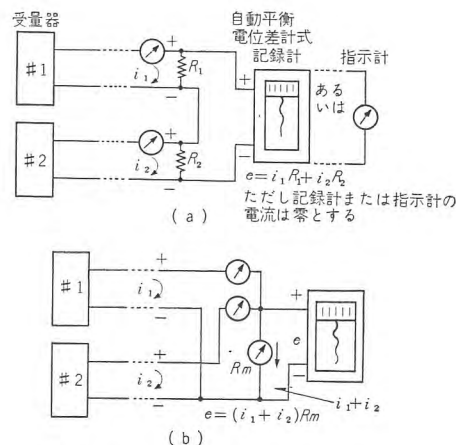 受量器
自動平衡
電位差計式
記録計
指示計
#1
i₁
+
R₁
−
+
−
ある
いは
#2
i₂
+
R₂
−
e=i₁R₁+i₂R₂
ただし記録計または指示計の
電流は零とする
(a)
#1
+
i₁
−
+
e
−
#2
+
i₂
−
Rm
i₁+i₂
e=(i₁+i₂)Rm
(b)